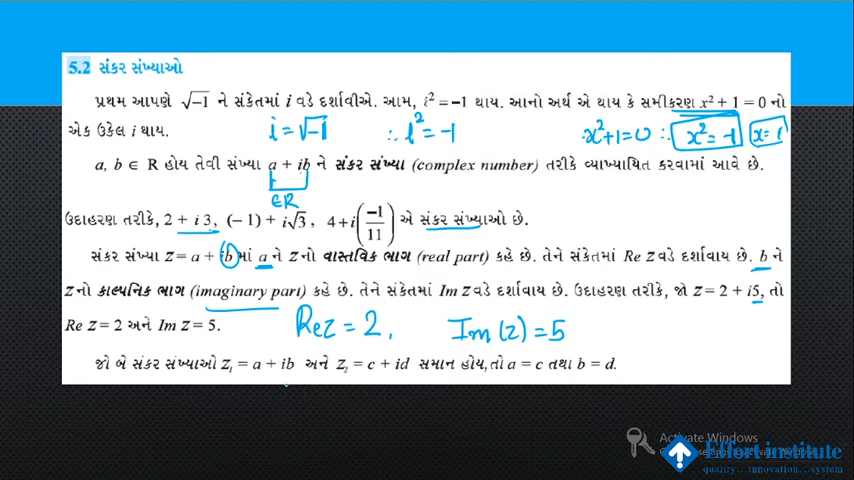 5.2 સંકર સંખ્યાઓ
પ્રથમ આપણે √-1 ને સંકેતમાં i વડે દર્શાવીએ. આમ, i² = -1 થાય. આનો અર્થ એ થાય કે સમીકરણ x² + 1 = 0 નો
એક ઉકેલ i થાય.
i = √-1 ∴ i² = -1 x²+1=0 ∴ x² = -1 x = i
a, b ∈ R હોય તેવી સંખ્યા a + ib ને સંકર સંખ્યા (complex number) તરીકે વ્યાખ્યાયિત કરવામાં આવે છે.
∈R
ઉદાહરણ તરીકે, 2 + i 3, (- 1) + i√3, 4 + i(-1/11) એ સંકર સંખ્યાઓ છે.
સંકર સંખ્યા z = a + ib માં a ને z નો વાસ્તવિક ભાગ (real part) કહે છે. તેને સંકેતમાં Re z વડે દર્શાવાય છે. b ને
z નો કાલ્પનિક ભાગ (imaginary part) કહે છે. તેને સંકેતમાં Im z વડે દર્શાવાય છે. ઉદાહરણ તરીકે, જો z = 2 + i5, તો
Re z = 2 અને Im z = 5.
Re z = 2, Im (z) = 5
જો બે સંકર સંખ્યાઓ z₁ = a + ib અને z₂ = c + id સમાન હોય, તો a = c તથા b = d.
Activate Windows
Effort institute
quality...innovation...system